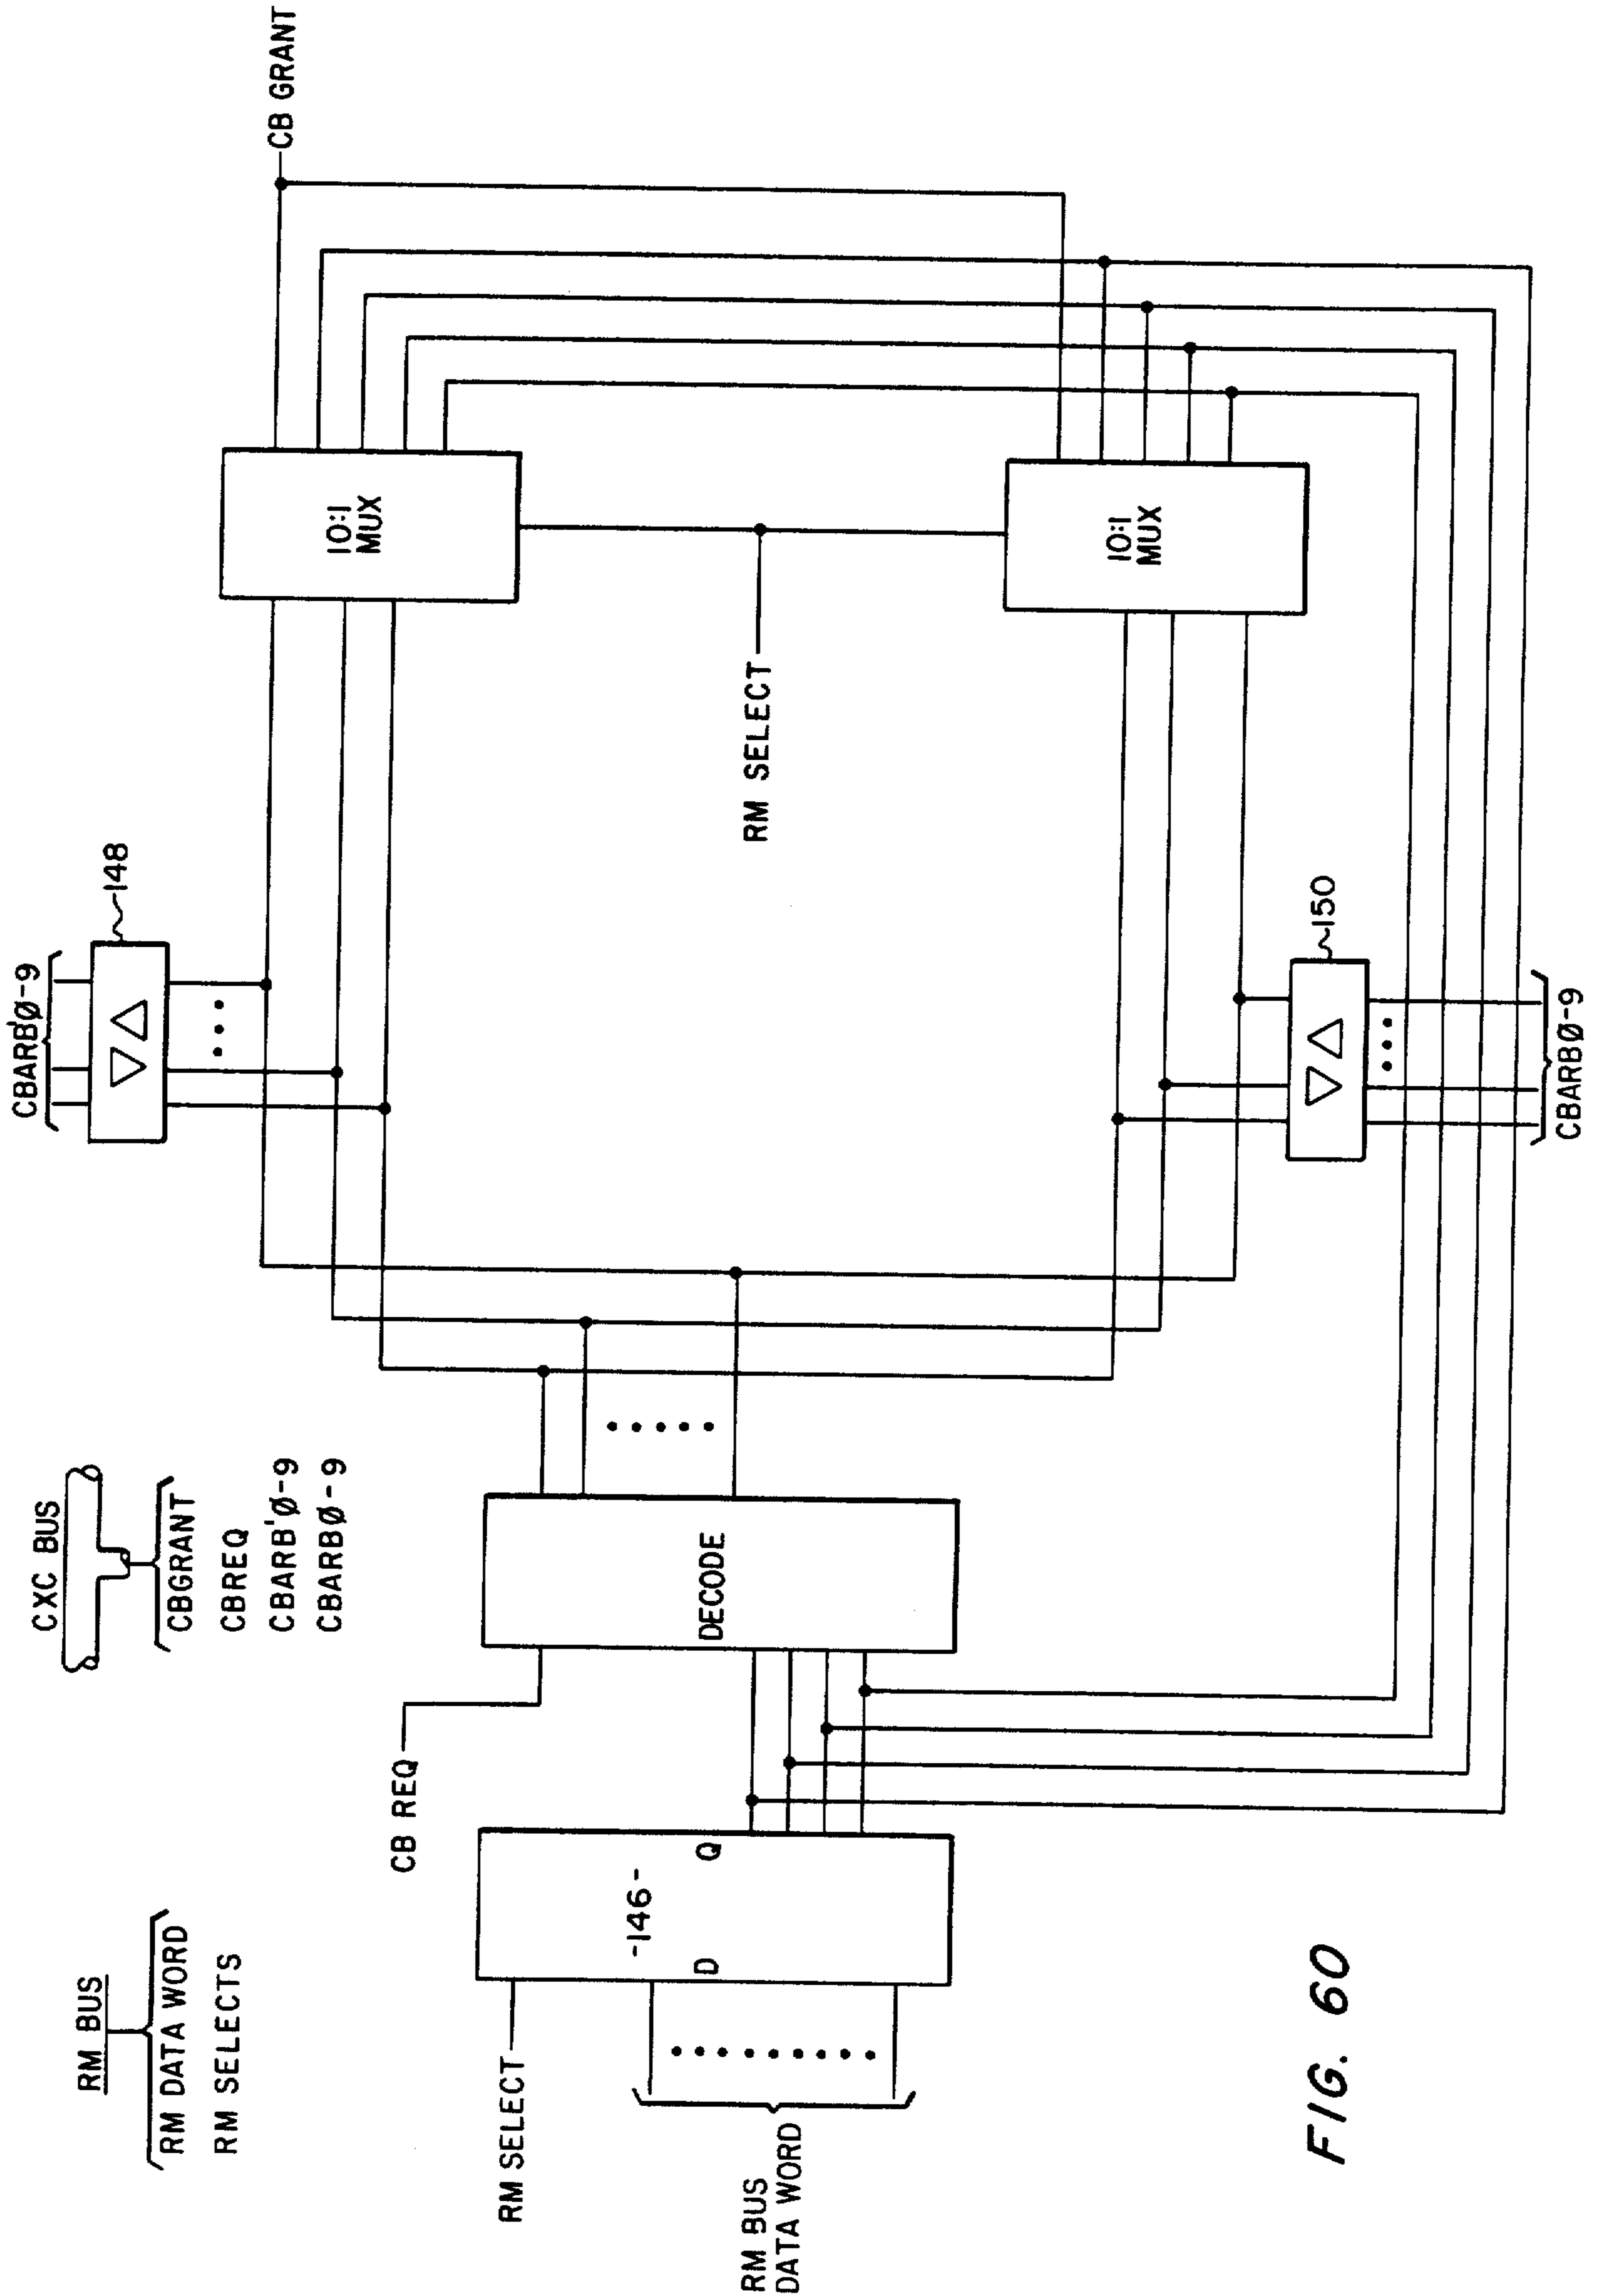 RM BUS
RM DATA WORD
RM SELECTS
CXC BUS
CBGRANT
CBREQ
CBARB'Ø-9
CBARBØ-9
RM SELECT
RM BUS
DATA WORD
D
-146-
Q
CB REQ
DECODE
CBARB'Ø-9
148
CBARBØ-9
150
RM SELECT
10:1
MUX
10:1
MUX
CB GRANT
FIG. 60